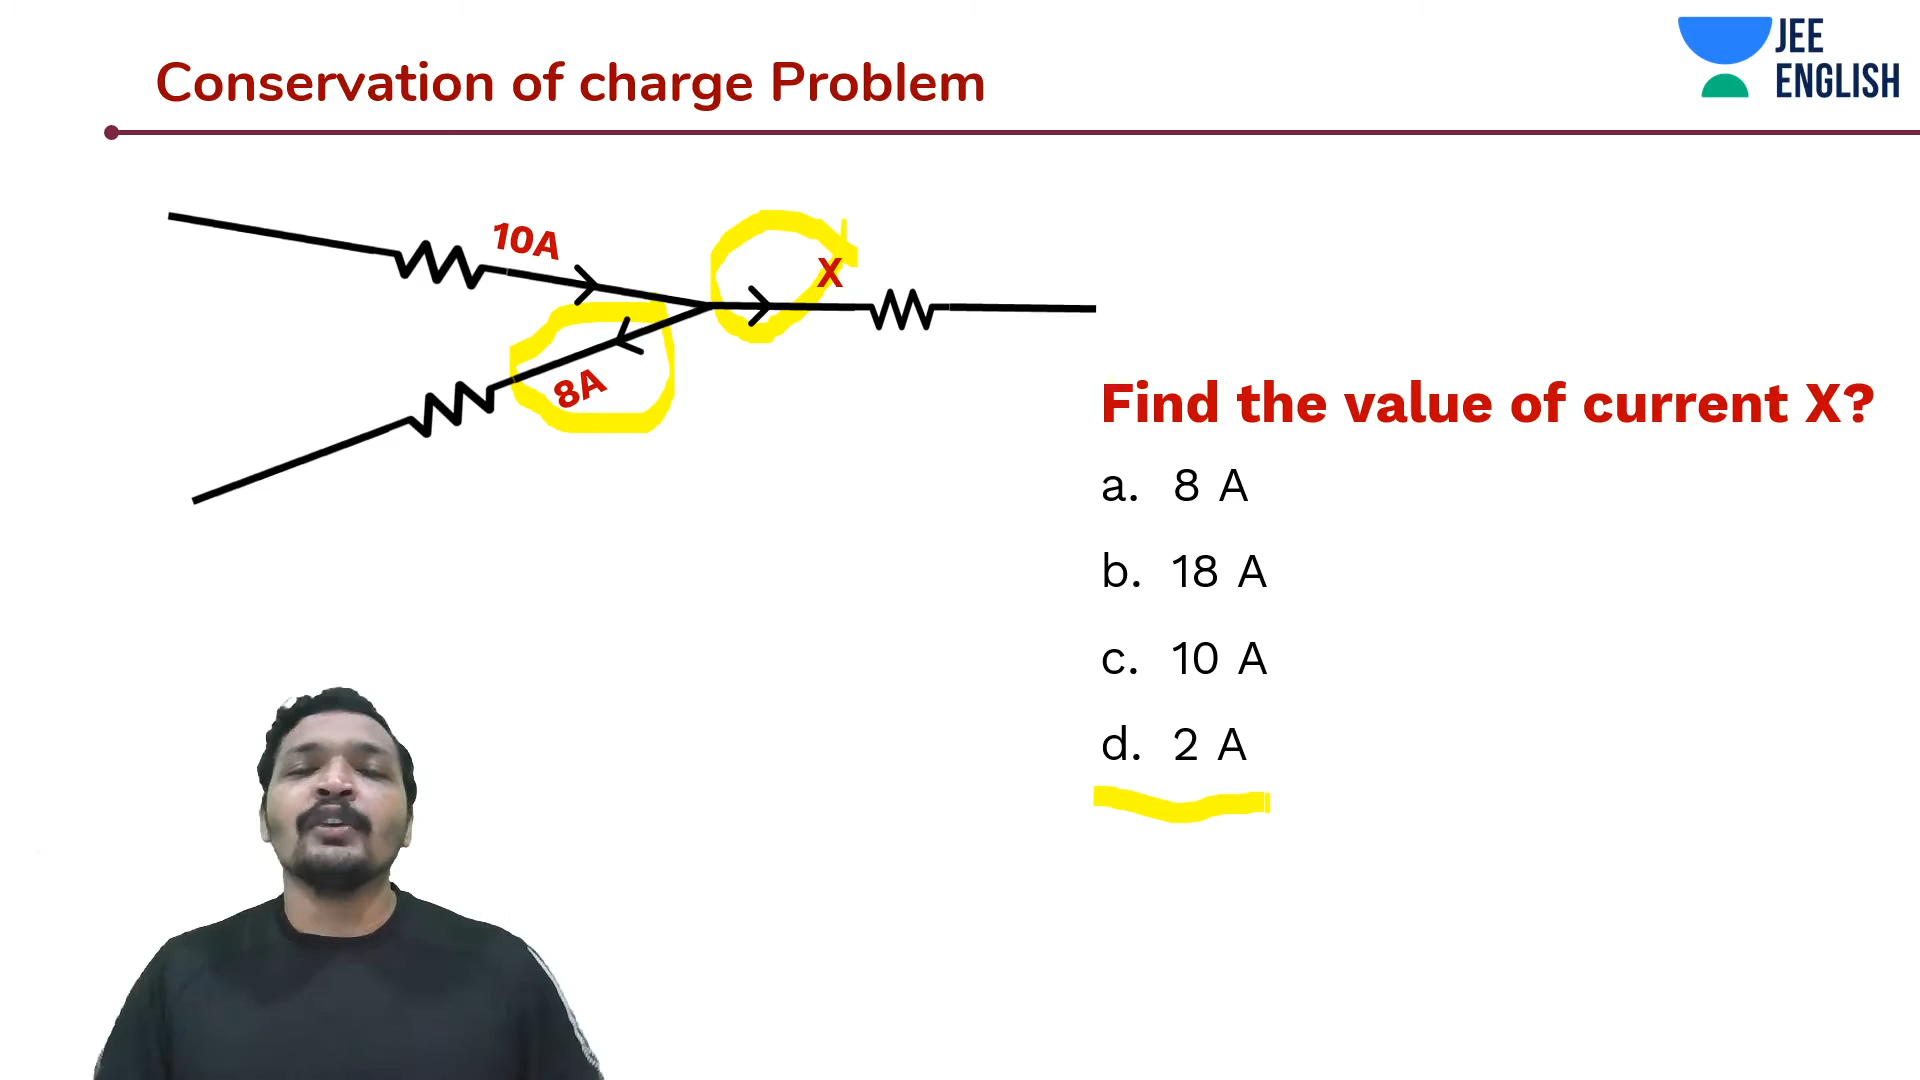 Conservation of charge Problem
JEE
ENGLISH
10A
X
8A
Find the value of current X?
a. 8 A
b. 18 A
c. 10 A
d. 2 A